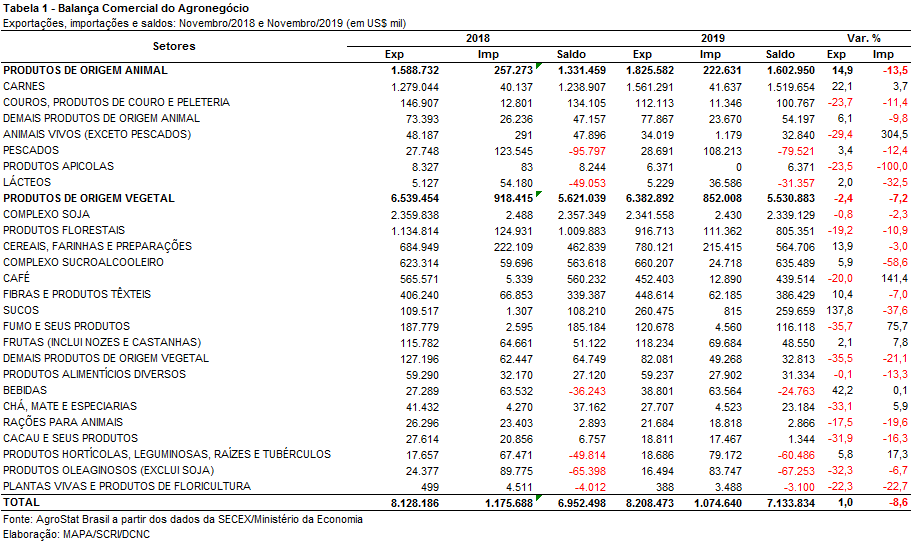 Tabela 1 - Balança Comercial do Agronegócio
Exportações, importações e saldos: Novembro/2018 e Novembro/2019 (em US$ mil)
Setores 2018 2019 Var. %
Exp Imp Saldo Exp Imp Saldo Exp Imp
PRODUTOS DE ORIGEM ANIMAL 1.588.732 257.273 1.331.459 1.825.582 222.631 1.602.950 14,9 -13,5
CARNES 1.279.044 40.137 1.238.907 1.561.291 41.637 1.519.654 22,1 3,7
COUROS, PRODUTOS DE COURO E PELETERIA 146.907 12.801 134.105 112.113 11.346 100.767 -23,7 -11,4
DEMAIS PRODUTOS DE ORIGEM ANIMAL 73.393 26.236 47.157 77.867 23.670 54.197 6,1 -9,8
ANIMAIS VIVOS (EXCETO PESCADOS) 48.187 291 47.896 34.019 1.179 32.840 -29,4 304,5
PESCADOS 27.748 123.545 -95.797 28.691 108.213 -79.521 3,4 -12,4
PRODUTOS APICOLAS 8.327 83 8.244 6.371 0 6.371 -23,5 -100,0
LÁCTEOS 5.127 54.180 -49.053 5.229 36.586 -31.357 2,0 -32,5
PRODUTOS DE ORIGEM VEGETAL 6.539.454 918.415 5.621.039 6.382.892 852.008 5.530.883 -2,4 -7,2
COMPLEXO SOJA 2.359.838 2.488 2.357.349 2.341.558 2.430 2.339.129 -0,8 -2,3
PRODUTOS FLORESTAIS 1.134.814 124.931 1.009.883 916.713 111.362 805.351 -19,2 -10,9
CEREAIS, FARINHAS E PREPARAÇÕES 684.949 222.109 462.839 780.121 215.415 564.706 13,9 -3,0
COMPLEXO SUCROALCOOLEIRO 623.314 59.696 563.618 660.207 24.718 635.489 5,9 -58,6
CAFÉ 565.571 5.339 560.232 452.403 12.890 439.514 -20,0 141,4
FIBRAS E PRODUTOS TÊXTEIS 406.240 66.853 339.387 448.614 62.185 386.429 10,4 -7,0
SUCOS 109.517 1.307 108.210 260.475 815 259.659 137,8 -37,6
FUMO E SEUS PRODUTOS 187.779 2.595 185.184 120.678 4.560 116.118 -35,7 75,7
FRUTAS (INCLUI NOZES E CASTANHAS) 115.782 64.661 51.122 118.234 69.684 48.550 2,1 7,8
DEMAIS PRODUTOS DE ORIGEM VEGETAL 127.196 62.447 64.749 82.081 49.268 32.813 -35,5 -21,1
PRODUTOS ALIMENTÍCIOS DIVERSOS 59.290 32.170 27.120 59.237 27.902 31.334 -0,1 -13,3
BEBIDAS 27.289 63.532 -36.243 38.801 63.564 -24.763 42,2 0,1
CHÁ, MATE E ESPECIARIAS 41.432 4.270 37.162 27.707 4.523 23.184 -33,1 5,9
RAÇÕES PARA ANIMAIS 26.296 23.403 2.893 21.684 18.818 2.866 -17,5 -19,6
CACAU E SEUS PRODUTOS 27.614 20.856 6.757 18.811 17.467 1.344 -31,9 -16,3
PRODUTOS HORTÍCOLAS, LEGUMINOSAS, RAÍZES E TUBÉRCULOS 17.657 67.471 -49.814 18.686 79.172 -60.486 5,8 17,3
PRODUTOS OLEAGINOSOS (EXCLUI SOJA) 24.377 89.775 -65.398 16.494 83.747 -67.253 -32,3 -6,7
PLANTAS VIVAS E PRODUTOS DE FLORICULTURA 499 4.511 -4.012 388 3.488 -3.100 -22,3 -22,7
TOTAL 8.128.186 1.175.688 6.952.498 8.208.473 1.074.640 7.133.834 1,0 -8,6
Fonte: AgroStat Brasil a partir dos dados da SECEX/Ministério da Economia
Elaboração: MAPA/SCRI/DCNC